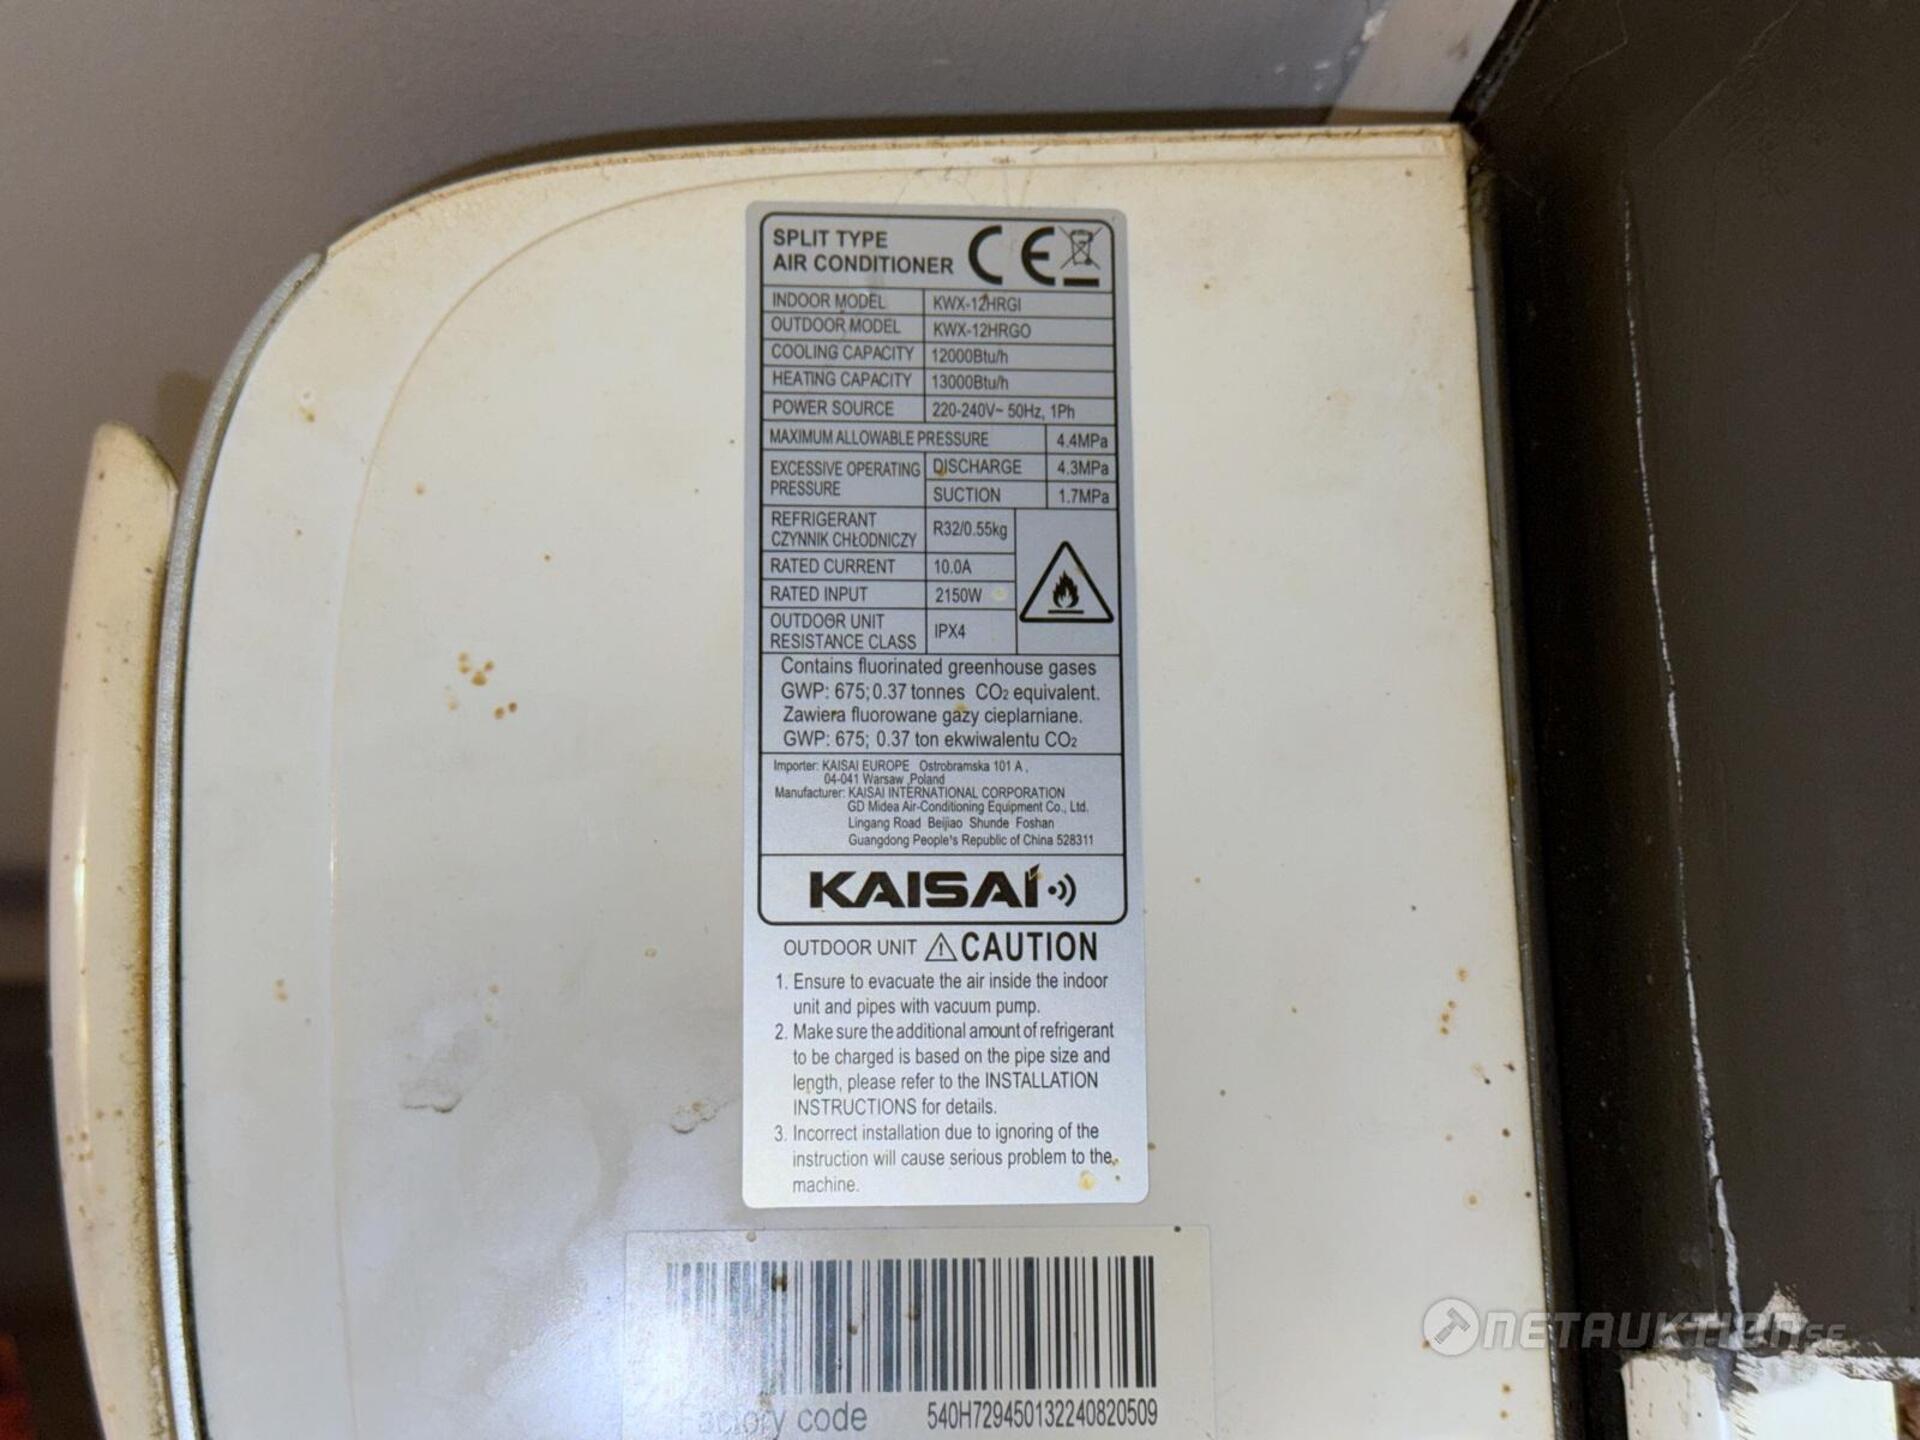 SPLIT TYPE
AIR CONDITIONER CE
INDOOR MODEL KWX-12HRGI
OUTDOOR MODEL KWX-12HRGO
COOLING CAPACITY 12000Btu/h
HEATING CAPACITY 13000Btu/h
POWER SOURCE 220-240V~ 50Hz, 1Ph
MAXIMUM ALLOWABLE PRESSURE 4.4MPa
EXCESSIVE OPERATING PRESSURE DISCHARGE 4.3MPa
SUCTION 1.7MPa
REFRIGERANT
CZYNNIK CHŁODNICZY R32/0.55kg
RATED CURRENT 10.0A
RATED INPUT 2150W
OUTDOOR UNIT
RESISTANCE CLASS IPX4
Contains fluorinated greenhouse gases
GWP: 675; 0.37 tonnes CO2 equivalent.
Zawiera fluorowane gazy cieplarniane.
GWP: 675; 0.37 ton ekwiwalentu CO2
Importer: KAISAI EUROPE Ostrobramska 101 A ,
04-041 Warsaw ,Poland
Manufacturer: KAISAI INTERNATIONAL CORPORATION
GD Midea Air-Conditioning Equipment Co., Ltd.
Lingang Road Beijiao Shunde Foshan
Guangdong People's Republic of China 528311
KAISAI
OUTDOOR UNIT CAUTION
1. Ensure to evacuate the air inside the indoor
unit and pipes with vacuum pump.
2. Make sure the additional amount of refrigerant
to be charged is based on the pipe size and
length, please refer to the INSTALLATION
INSTRUCTIONS for details.
3. Incorrect installation due to ignoring of the
instruction will cause serious problem to the
machine.
Factory code 540H729450132240820509
NETAUKTION.SE